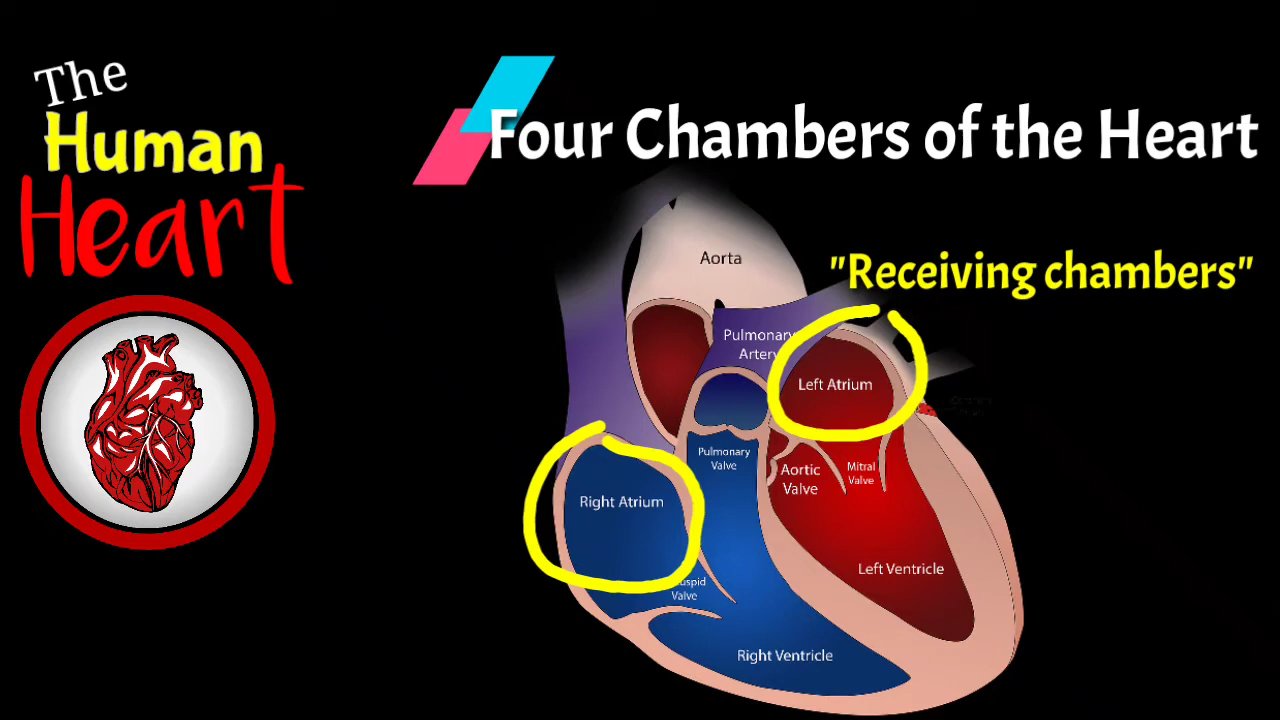 The
Human
Heart
Four Chambers of the Heart
"Receiving chambers"
Aorta
Pulmonary
Artery
Left Atrium
Pulmonary
Valve
Aortic
Valve
Mitral
Valve
Right Atrium
Valve
Left Ventricle
Right Ventricle